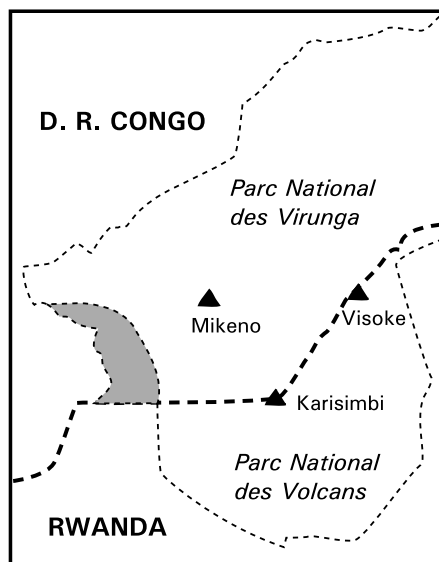 D. R. CONGO
Parc National
des Virunga
Mikeno
Visoke
Karisimbi
Parc National
des Volcans
RWANDA